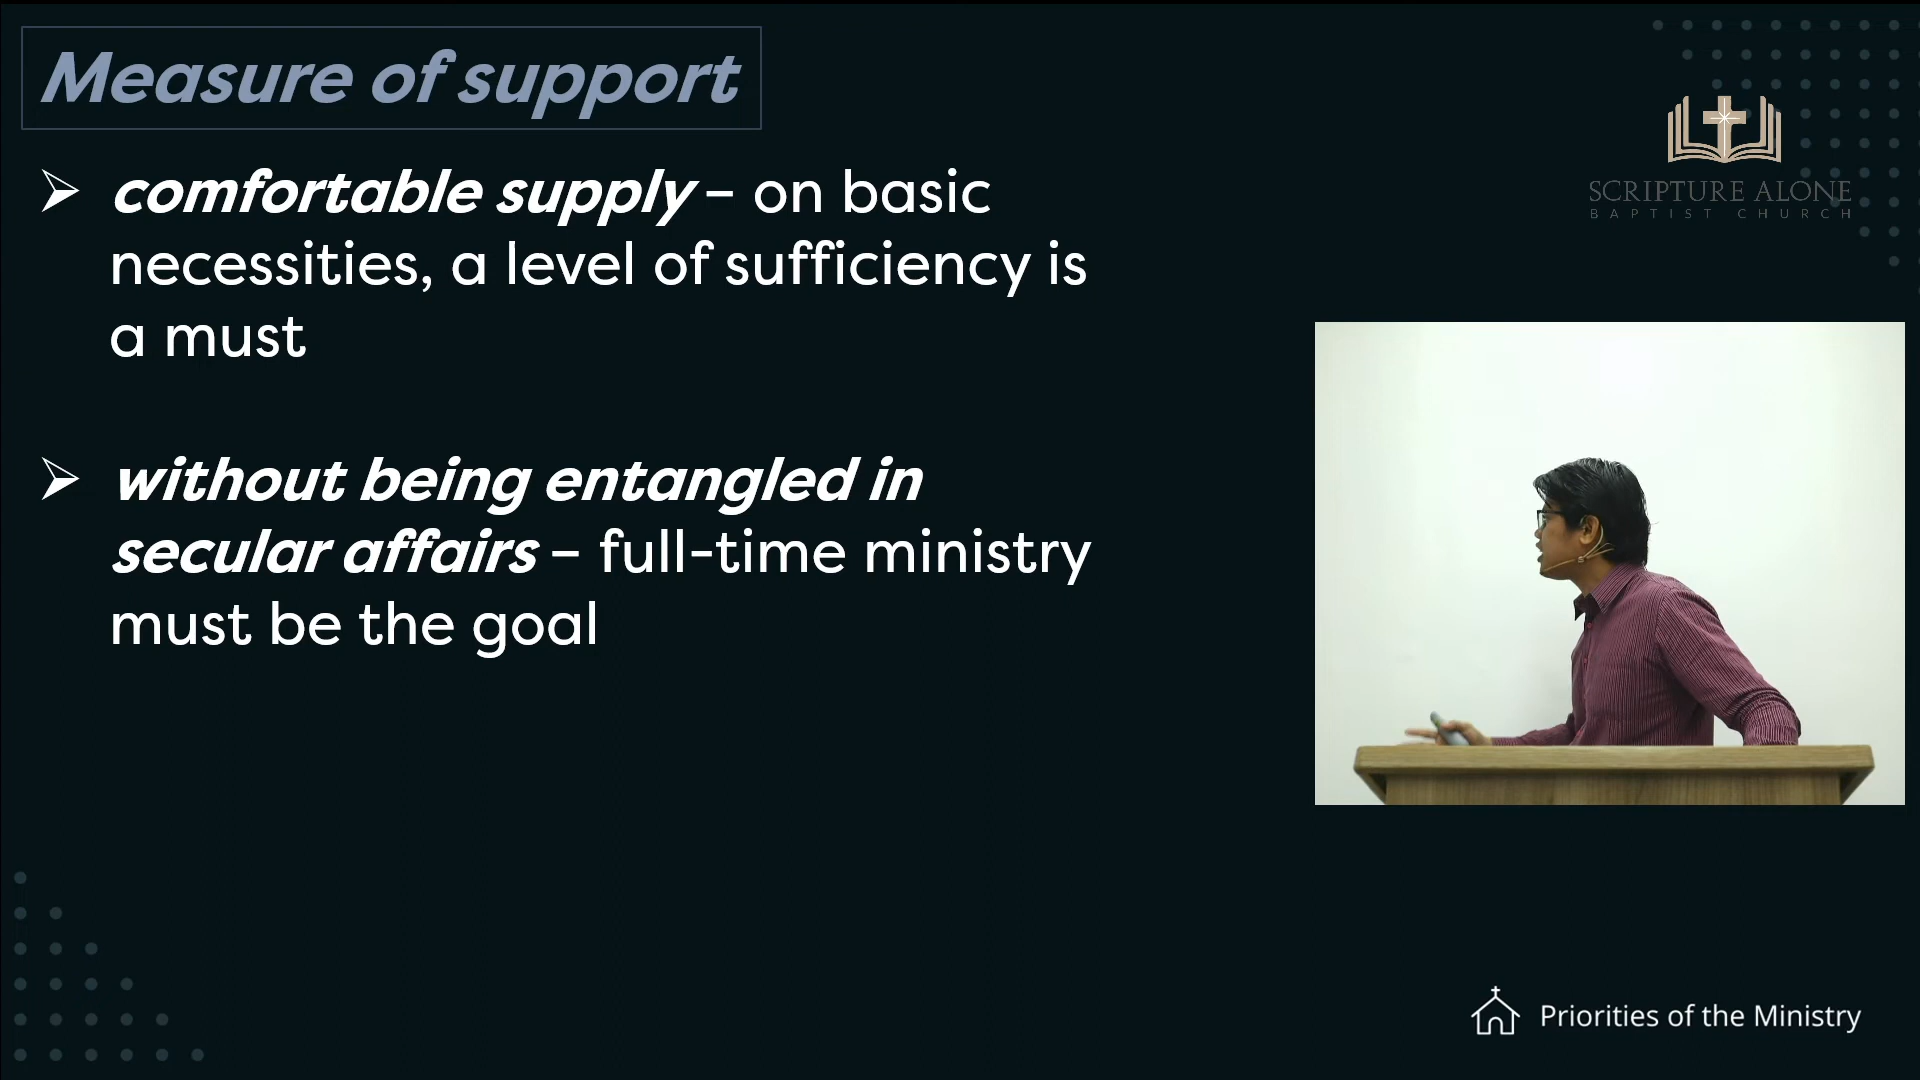 Measure of support
➢ comfortable supply – on basic
necessities, a level of sufficiency is
a must
➢ without being entangled in
secular affairs – full-time ministry
must be the goal
SCRIPTURE ALONE
BAPTIST CHURCH
Priorities of the Ministry